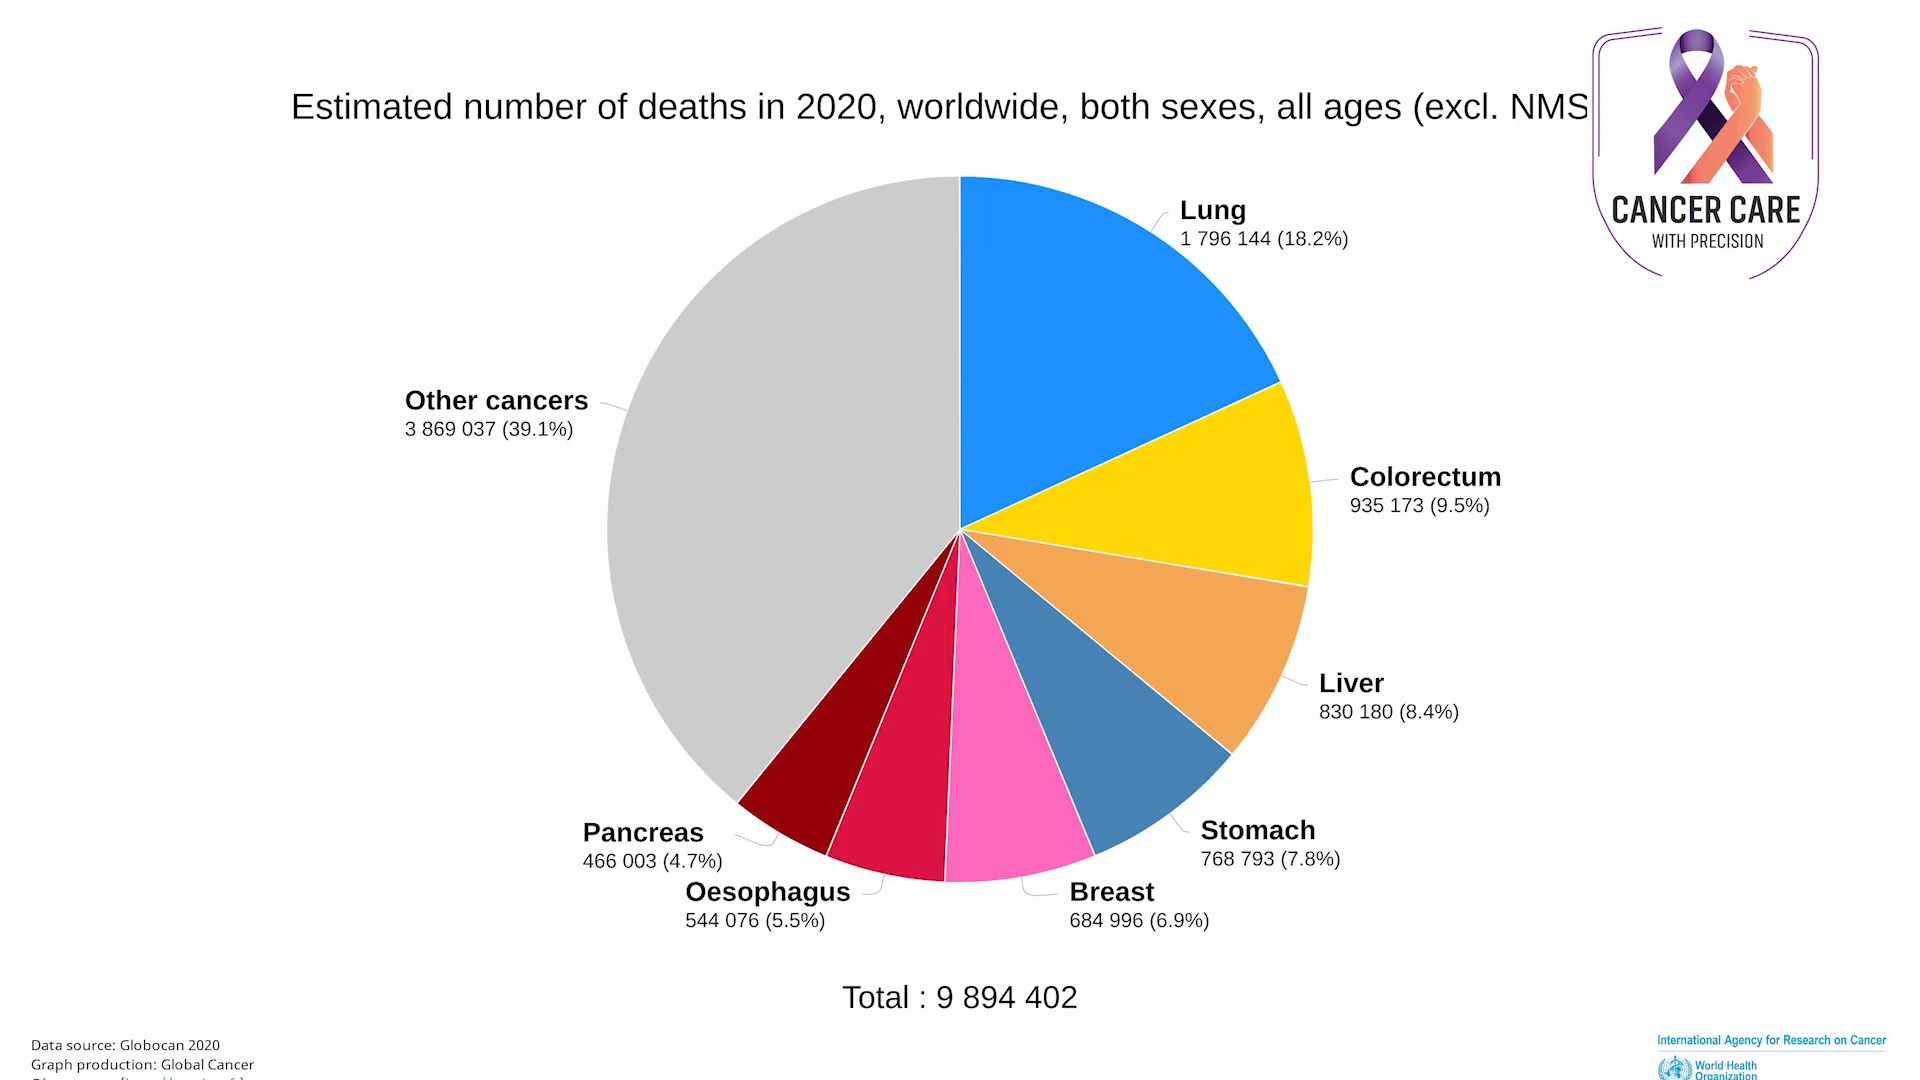 Estimated number of deaths in 2020, worldwide, both sexes, all ages (excl. NMS
CANCER CARE
WITH PRECISION
Lung
1 796 144 (18.2%)
Other cancers
3 869 037 (39.1%)
Colorectum
935 173 (9.5%)
Liver
830 180 (8.4%)
Stomach
768 793 (7.8%)
Pancreas
466 003 (4.7%)
Oesophagus
544 076 (5.5%)
Breast
684 996 (6.9%)
Total : 9 894 402
Data source: Globocan 2020
Graph production: Global Cancer
International Agency for Research on Cancer
World Health
Organization